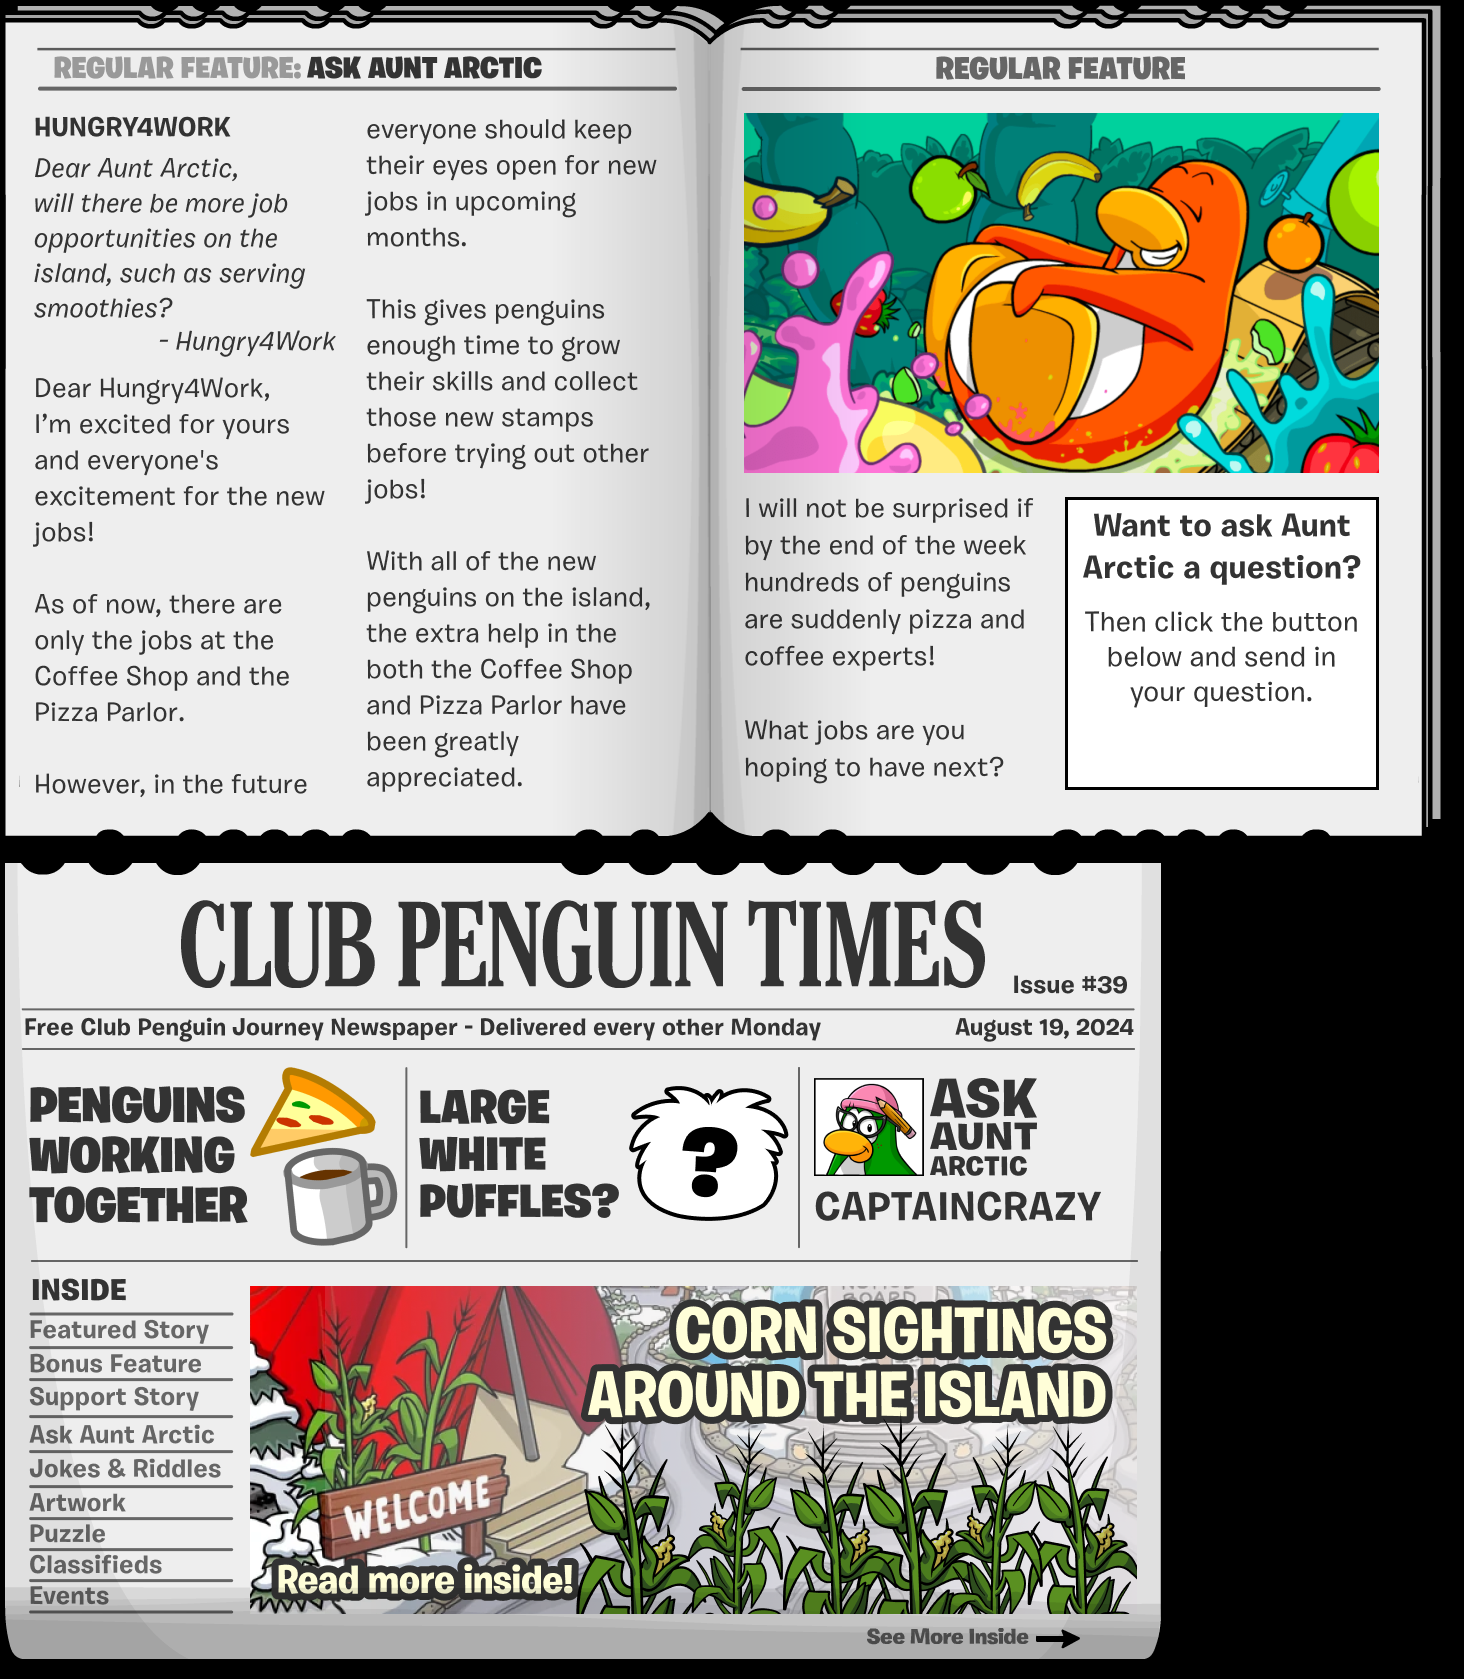 REGULAR FEATURE: ASK AUNT ARCTIC
HUNGRY4WORK
Dear Aunt Arctic,
will there be more job
opportunities on the
island, such as serving
smoothies?
- Hungry4Work
Dear Hungry4Work,
I'm excited for yours
and everyone's
excitement for the new
jobs!
As of now, there are
only the jobs at the
Coffee Shop and the
Pizza Parlor.
However, in the future
everyone should keep
their eyes open for new
jobs in upcoming
months.
This gives penguins
enough time to grow
their skills and collect
those new stamps
before trying out other
jobs!
With all of the new
penguins on the island,
the extra help in the
both the Coffee Shop
and Pizza Parlor have
been greatly
appreciated.
REGULAR FEATURE
I will not be surprised if
by the end of the week
hundreds of penguins
are suddenly pizza and
coffee experts!
What jobs are you
hoping to have next?
Want to ask Aunt
Arctic a question?
Then click the button
below and send in
your question.
CLUB PENGUIN TIMES
Issue #39
Free Club Penguin Journey Newspaper - Delivered every other Monday
August 19, 2024
PENGUINS
WORKING
TOGETHER
LARGE
WHITE
PUFFLES?
?
ASK
AUNT
ARCTIC
CAPTAINCRAZY
INSIDE
Featured Story
Bonus Feature
Support Story
Ask Aunt Arctic
Jokes & Riddles
Artwork
Puzzle
Classifieds
Events
BOARD
CORN SIGHTINGS
AROUND THE ISLAND
WELCOME
Read more inside!
See More Inside